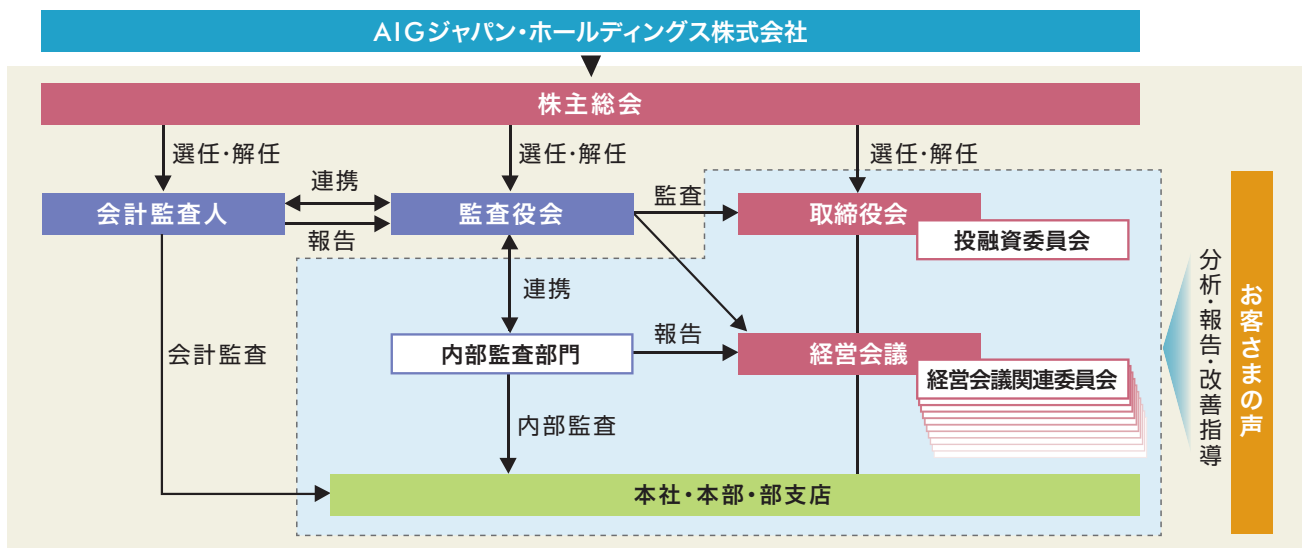 AIGジャパン・ホールディングス株式会社
株主総会
選任・解任
選任・解任
選任・解任
会計監査人
連携
報告
監査役会
監査
取締役会
投融資委員会
連携
会計監査
内部監査部門
報告
経営会議
経営会議関連委員会
内部監査
本社・本部・部支店
分析・報告・改善指導
お客さまの声